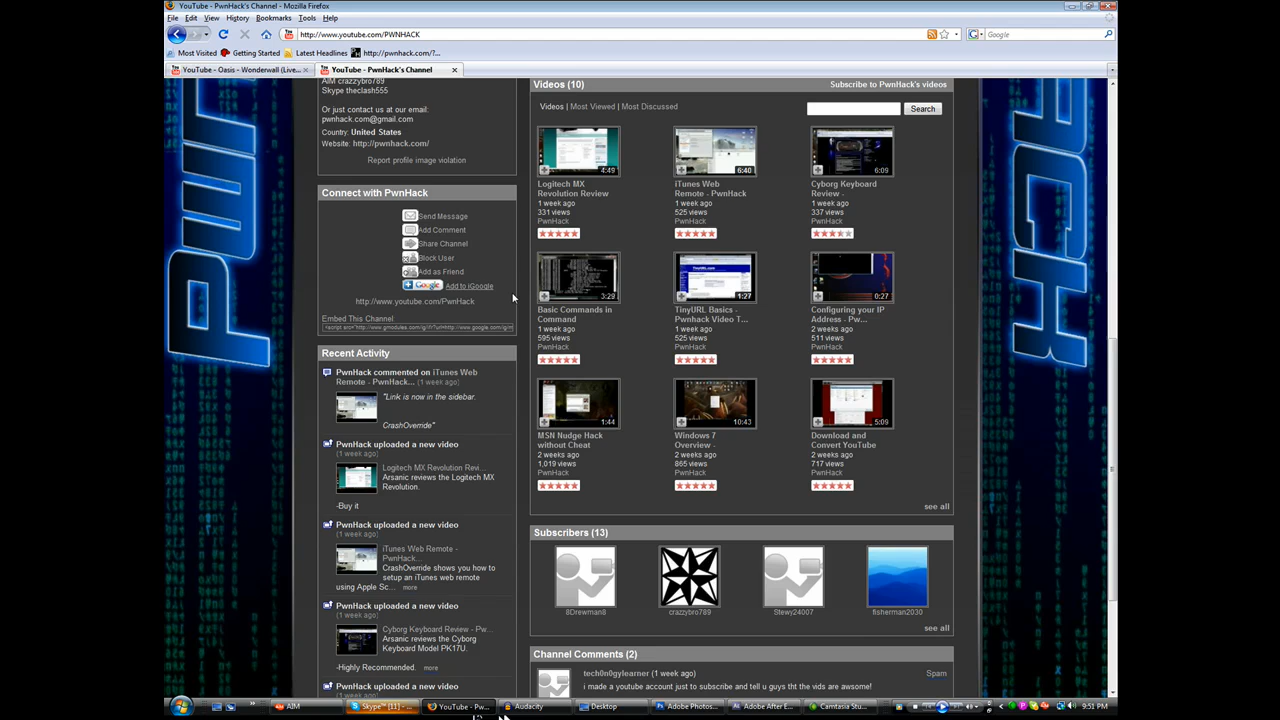 YouTube - PwnHack's Channel - Mozilla Firefox
File Edit View History Bookmarks Tools Help
http://www.youtube.com/PWNHACK
Google
Most Visited Getting Started Latest Headlines http://pwnhack.com/?...
YouTube - Oasis - Wonderwall (Live...
YouTube - PwnHack's Channel
AIM crazzybro789
Skype theclash555
Or just contact us at our email:
pwnhack.com@gmail.com
Country: United States
Website: http://pwnhack.com/
Report profile image violation
Connect with PwnHack
Send Message
Add Comment
Share Channel
Block User
Add as Friend
Google Add to iGoogle
http://www.youtube.com/PwnHack
Embed This Channel:
Recent Activity
PwnHack commented on iTunes Web
Remote - PwnHack... (1 week ago)
"Link is now in the sidebar.
CrashOverride"
PwnHack uploaded a new video
(1 week ago)
Logitech MX Revolution Revi...
Arsanic reviews the Logitech MX
Revolution.
-Buy it
PwnHack uploaded a new video
(1 week ago)
iTunes Web Remote -
PwnHack...
CrashOverride shows you how to
setup an iTunes web remote
using Apple Sc... more
PwnHack uploaded a new video
(1 week ago)
Cyborg Keyboard Review - Pw...
Arsanic reviews the Cyborg
Keyboard Model PK17U.
-Highly Recommended. more
PwnHack uploaded a new video
Videos (10)
Subscribe to PwnHack's videos
Videos | Most Viewed | Most Discussed
Search
4:49
Logitech MX
Revolution Review
1 week ago
331 views
PwnHack
6:40
iTunes Web
Remote - PwnHack
1 week ago
525 views
PwnHack
6:09
Cyborg Keyboard
Review -
1 week ago
337 views
PwnHack
3:29
Basic Commands in
Command
1 week ago
595 views
PwnHack
TinyURL.com
1:27
TinyURL Basics -
Pwnhack Video T...
1 week ago
525 views
PwnHack
0:27
Configuring your IP
Address - Pw...
2 weeks ago
511 views
PwnHack
1:44
MSN Nudge Hack
without Cheat
2 weeks ago
1,019 views
PwnHack
10:43
Windows 7
Overview -
2 weeks ago
865 views
PwnHack
5:09
Download and
Convert YouTube
2 weeks ago
717 views
PwnHack
see all
Subscribers (13)
8Drewman8
crazzybro789
Stewy24007
fisherman2030
see all
Channel Comments (2)
tech0n0gylearner (1 week ago)
Spam
i made a youtube account just to subscribe and tell u guys tht the vids are awsome!
AIM
Skype™ [11] - ...
YouTube - Pw...
Audacity
Desktop
Adobe Photos...
Adobe After E...
Camtasia Stu...
9:51 PM